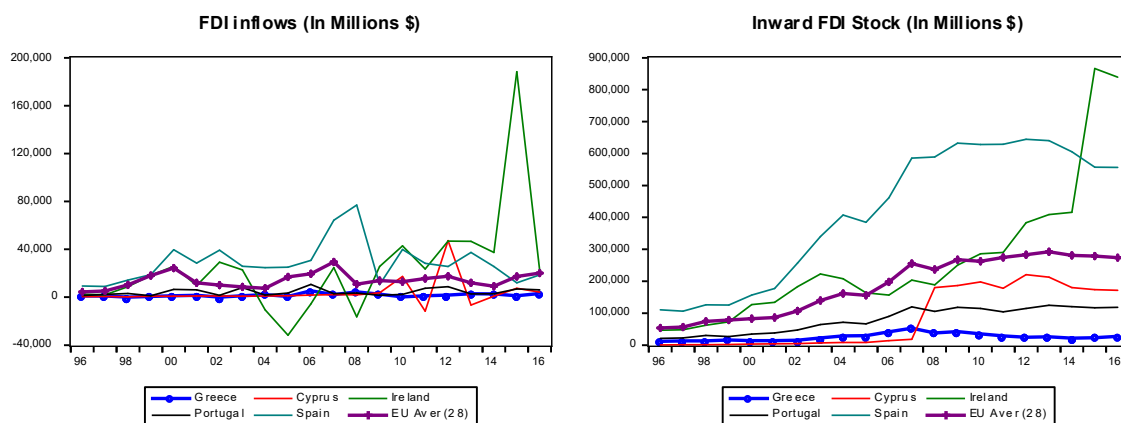 FDI inflows (In Millions $)
200,000
160,000
120,000
80,000
40,000
0
-40,000
96 98 00 02 04 06 08 10 12 14 16
Greece Cyprus Ireland
Portugal Spain EU Aver (28)
Inward FDI Stock (In Millions $)
900,000
800,000
700,000
600,000
500,000
400,000
300,000
200,000
100,000
0
96 98 00 02 04 06 08 10 12 14 16
Greece Cyprus Ireland
Portugal Spain EU Aver (28)